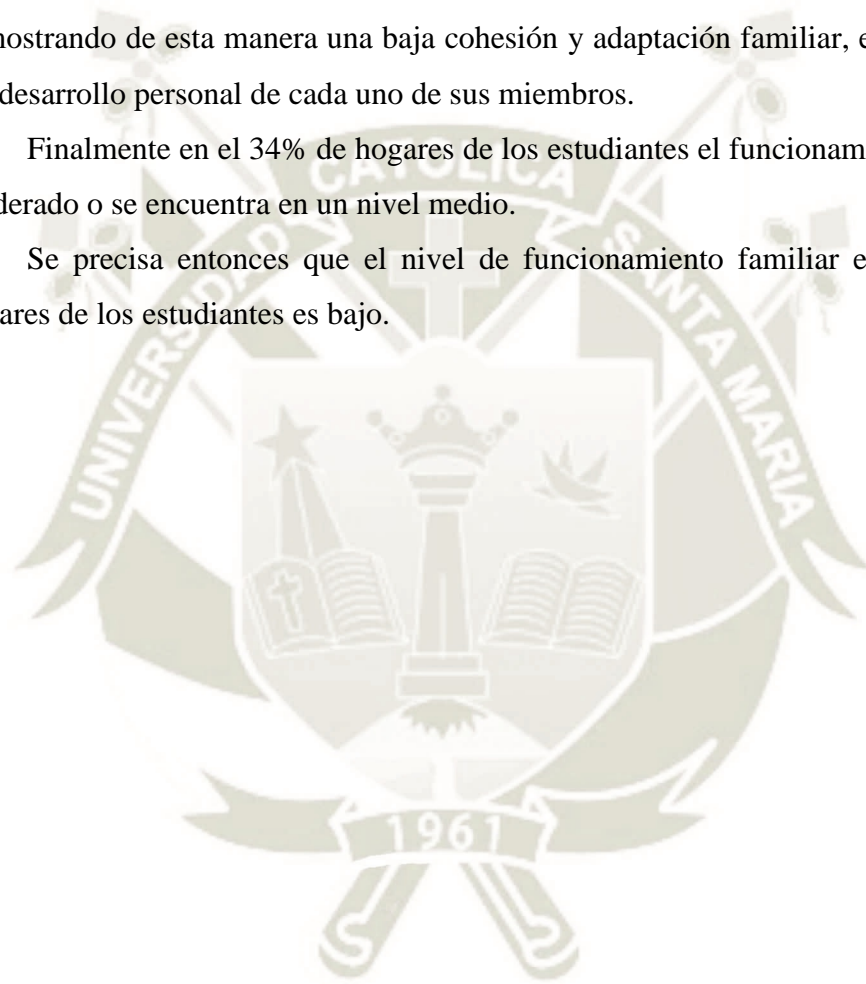 mostrando de esta manera una baja cohesión y adaptación familiar, e
desarrollo personal de cada uno de sus miembros.
Finalmente en el 34% de hogares de los estudiantes el funcionam
derado o se encuentra en un nivel medio.
Se precisa entonces que el nivel de funcionamiento familiar e
ares de los estudiantes es bajo.
UNIVERSIDAD CATOLICA SANTA MARIA
1961